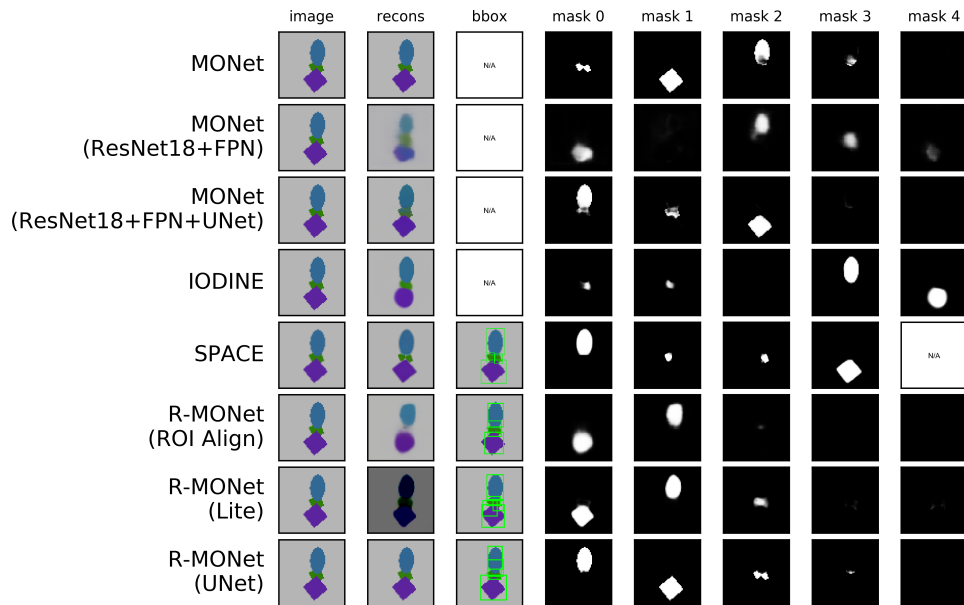 image recons bbox mask 0 mask 1 mask 2 mask 3 mask 4
MONet N/A
MONet
(ResNet18+FPN) N/A
MONet
(ResNet18+FPN+UNet) N/A
IODINE N/A
SPACE N/A
R-MONet
(ROI Align)
R-MONet
(Lite)
R-MONet
(UNet)